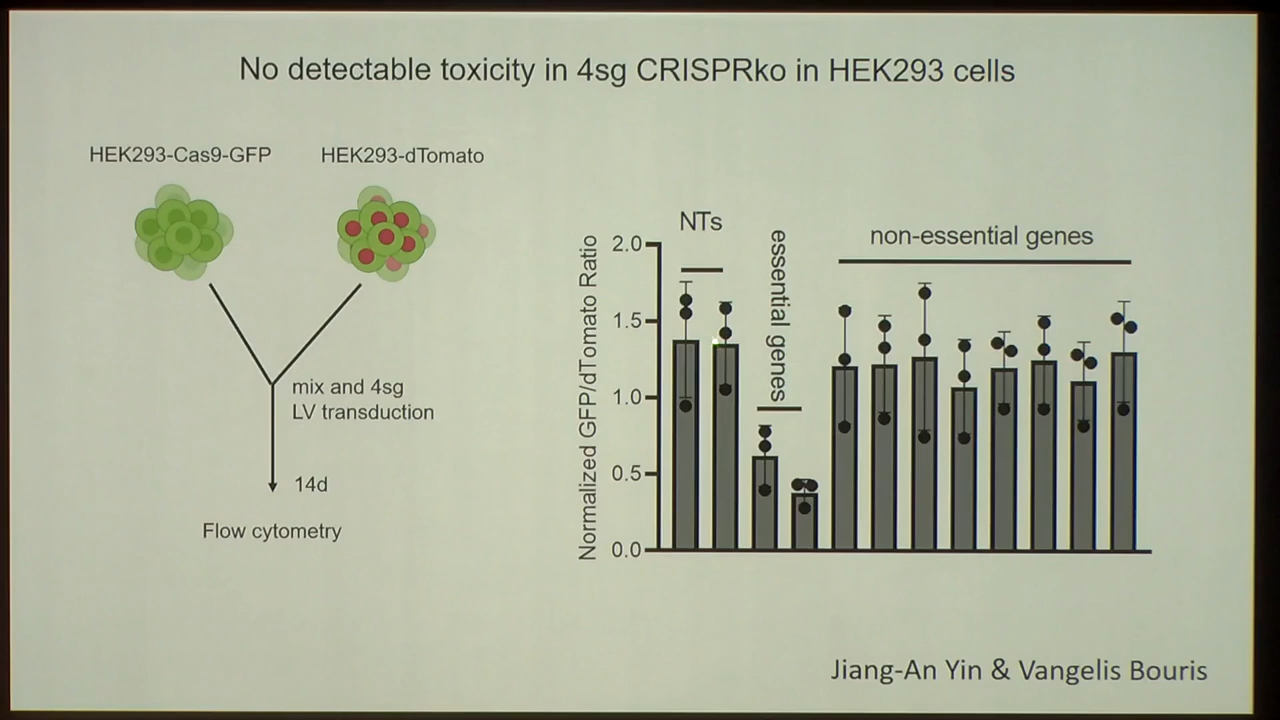 No detectable toxicity in 4sg CRISPRko in HEK293 cells
HEK293-Cas9-GFP
HEK293-dTomato
mix and 4sg
LV transduction
14d
Flow cytometry
Normalized GFP/dTomato Ratio
2.0
1.5
1.0
0.5
0.0
NTs
essential genes
non-essential genes
Jiang-An Yin & Vangelis Bouris